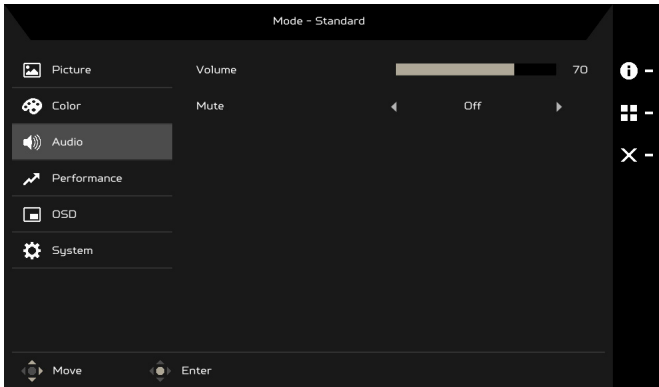 Mode - Standard
Picture
Volume 70
Color
Mute Off
Audio
Performance
OSD
System
Move Enter